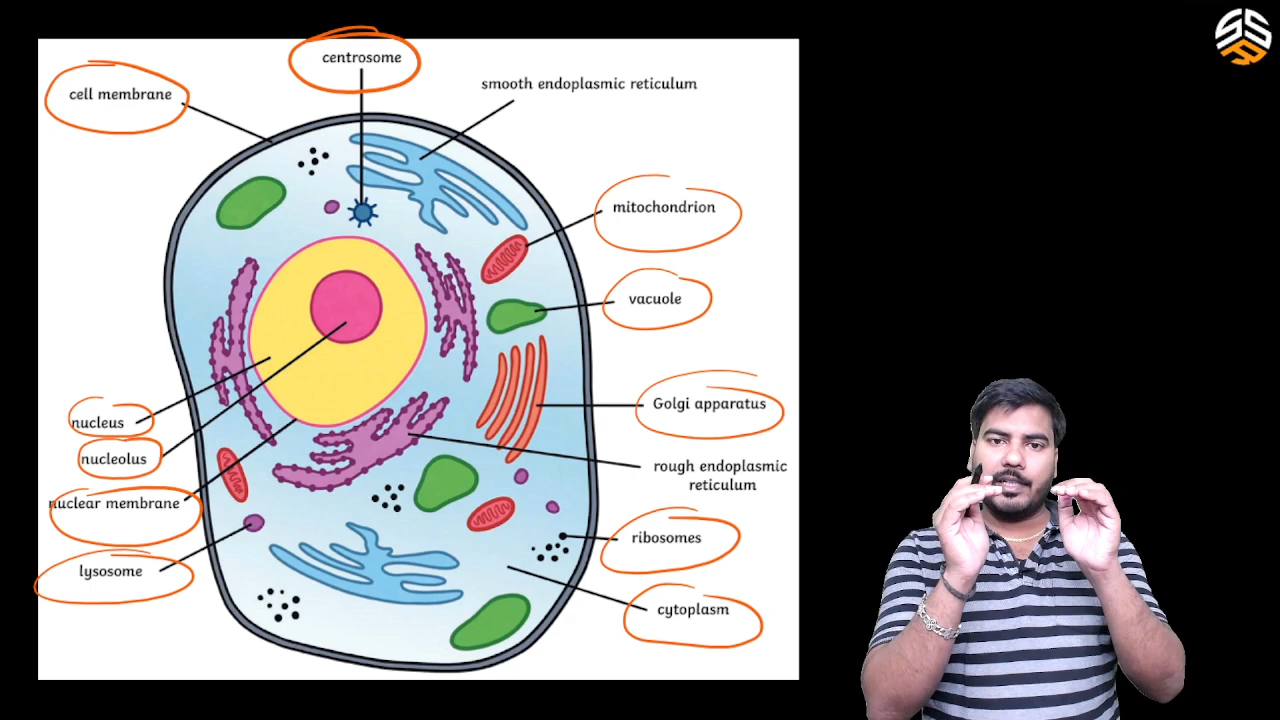 centrosome
smooth endoplasmic reticulum
cell membrane
mitochondrion
vacuole
Golgi apparatus
nucleus
nucleolus
rough endoplasmic
reticulum
nuclear membrane
ribosomes
lysosome
cytoplasm